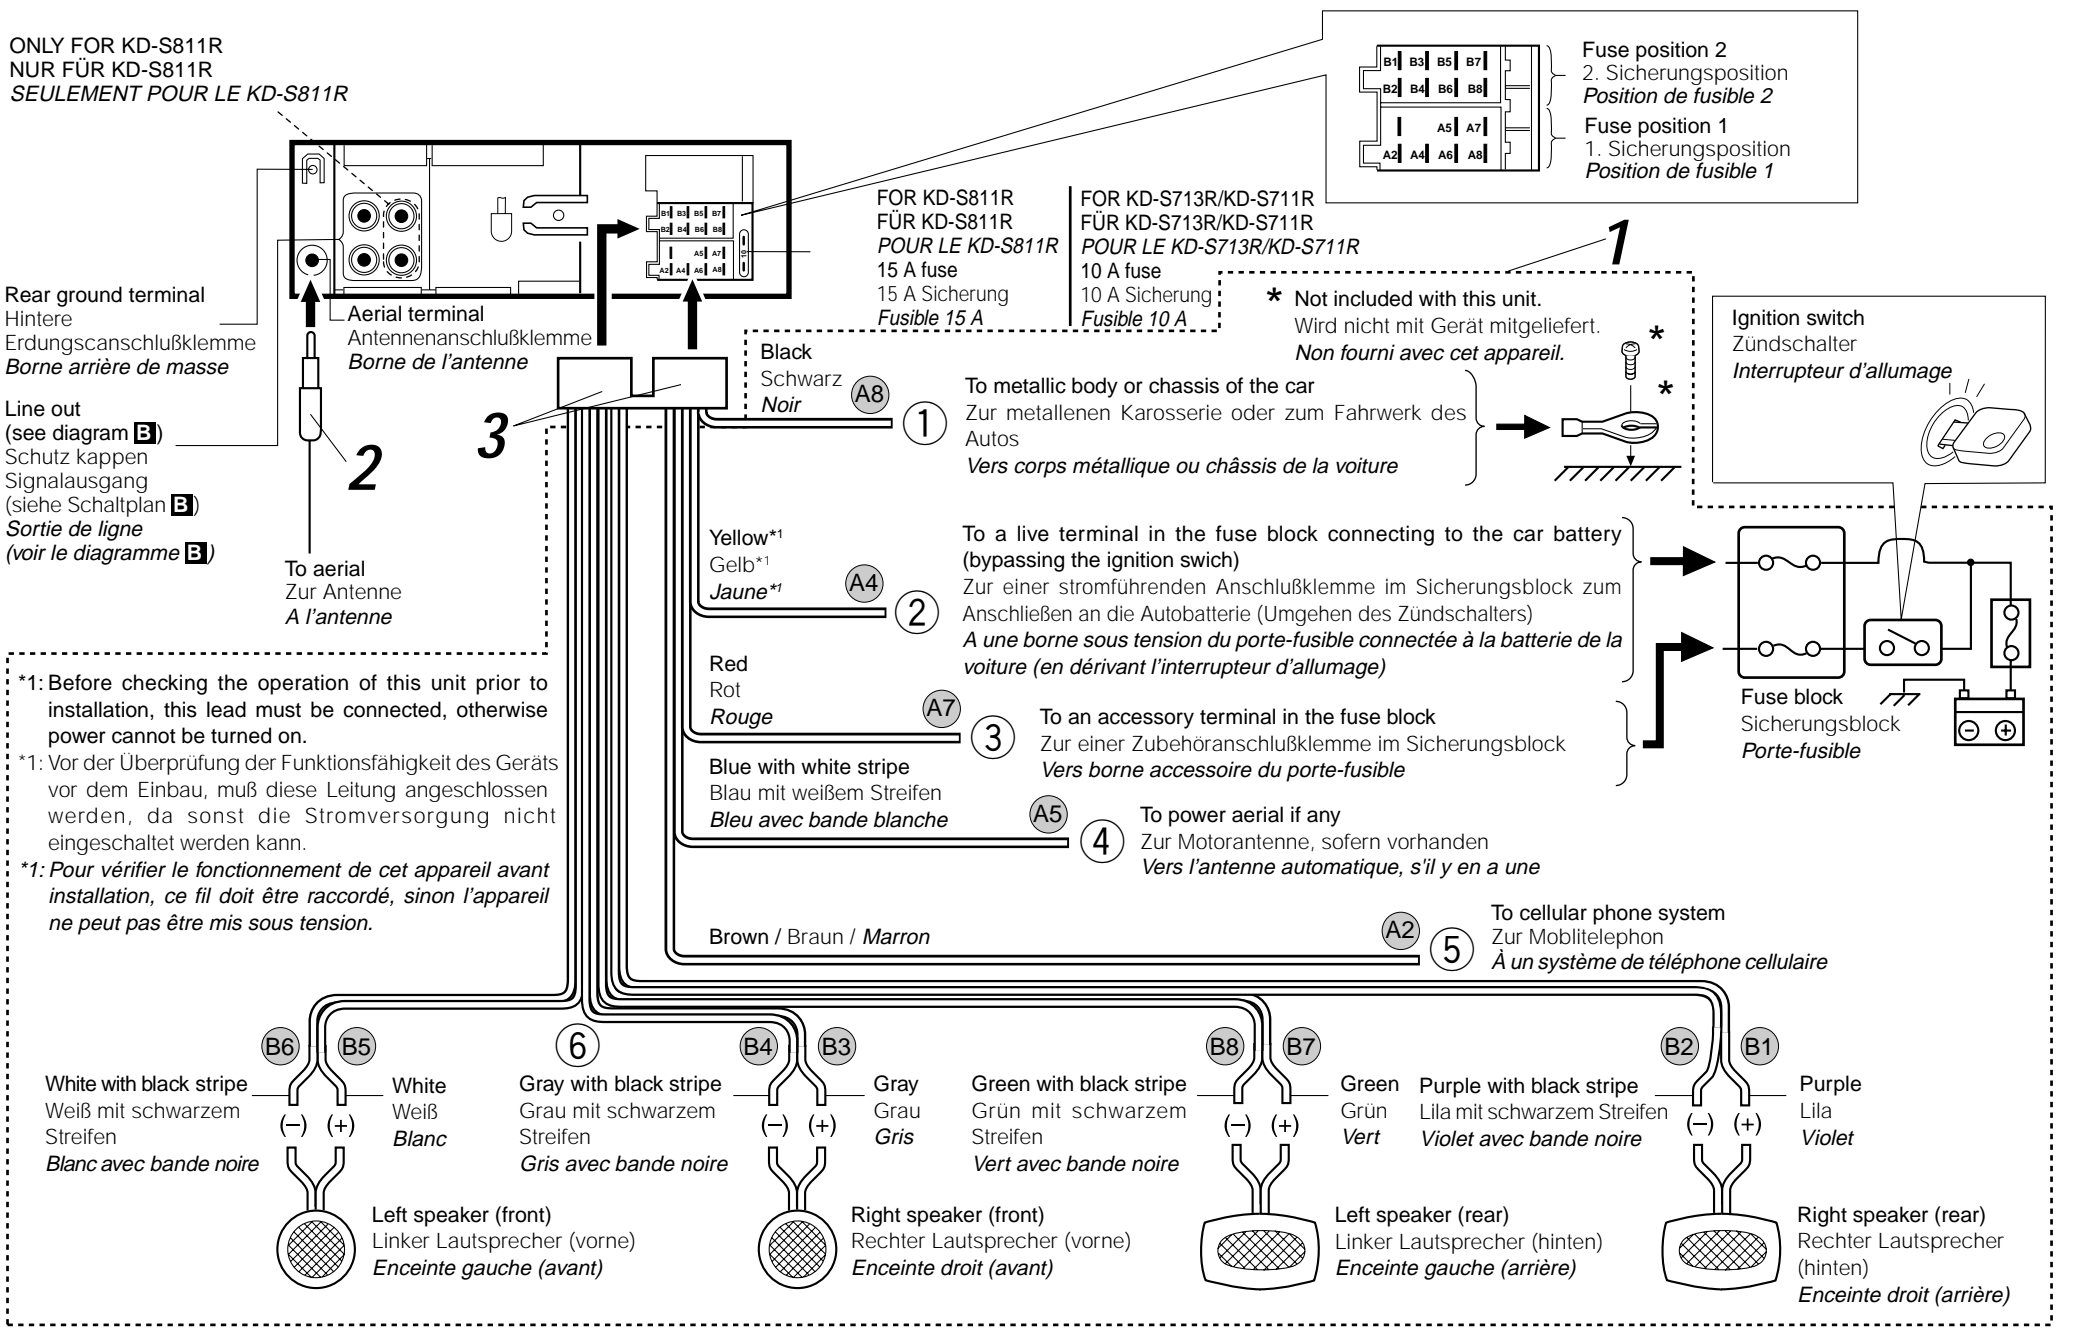 ONLY FOR KD-S811R
NUR FÜR KD-S811R
SEULEMENT POUR LE KD-S811R
B1 B3 B5 B7
B2 B4 B6 B8
A5 A7
A2 A4 A6 A8
Fuse position 2
2. Sicherungsposition
Position de fusible 2
Fuse position 1
1. Sicherungsposition
Position de fusible 1
B1 B3 B5 B7
B2 B4 B6 B8
A5 A7
A2 A4 A6 A8
10
FOR KD-S811R
FÜR KD-S811R
POUR LE KD-S811R
15 A fuse
15 A Sicherung
Fusible 15 A
FOR KD-S713R/KD-S711R
FÜR KD-S713R/KD-S711R
POUR LE KD-S713R/KD-S711R
10 A fuse
10 A Sicherung
Fusible 10 A
1
Rear ground terminal
Hintere
Erdungscanschlußklemme
Borne arrière de masse
Aerial terminal
Antennenanschlußklemme
Borne de l'antenne
* Not included with this unit.
Wird nicht mit Gerät mitgeliefert.
Non fourni avec cet appareil.
*
*
Ignition switch
Zündschalter
Interrupteur d'allumage
Line out
(see diagram B)
Schutz kappen
Signalausgang
(siehe Schaltplan B)
Sortie de ligne
(voir le diagramme B)
2
3
To aerial
Zur Antenne
A l'antenne
Black
Schwarz
Noir
A8
1
To metallic body or chassis of the car
Zur metallenen Karosserie oder zum Fahrwerk des
Autos
Vers corps métallique ou châssis de la voiture
Yellow*1
Gelb*1
Jaune*1
A4
2
To a live terminal in the fuse block connecting to the car battery
(bypassing the ignition swich)
Zur einer stromführenden Anschlußklemme im Sicherungsblock zum
Anschließen an die Autobatterie (Umgehen des Zündschalters)
A une borne sous tension du porte-fusible connectée à la batterie de la
voiture (en dérivant l'interrupteur d'allumage)
Red
Rot
Rouge
A7
3
To an accessory terminal in the fuse block
Zur einer Zubehöranschlußklemme im Sicherungsblock
Vers borne accessoire du porte-fusible
Fuse block
Sicherungsblock
Porte-fusible
− +
*1: Before checking the operation of this unit prior to
installation, this lead must be connected, otherwise
power cannot be turned on.
*1: Vor der Überprüfung der Funktionsfähigkeit des Geräts
vor dem Einbau, muß diese Leitung angeschlossen
werden, da sonst die Stromversorgung nicht
eingeschaltet werden kann.
*1: Pour vérifier le fonctionnement de cet appareil avant
installation, ce fil doit être raccordé, sinon l'appareil
ne peut pas être mis sous tension.
Blue with white stripe
Blau mit weißem Streifen
Bleu avec bande blanche
A5
4
To power aerial if any
Zur Motorantenne, sofern vorhanden
Vers l'antenne automatique, s'il y en a une
Brown / Braun / Marron
A2
5
To cellular phone system
Zur Moblitelephon
À un système de téléphone cellulaire
B6 B5
6
B4 B3
B8 B7
B2 B1
White with black stripe
Weiß mit schwarzem
Streifen
Blanc avec bande noire
(–) (+)
White
Weiß
Blanc
Gray with black stripe
Grau mit schwarzem
Streifen
Gris avec bande noire
(–) (+)
Gray
Grau
Gris
Green with black stripe
Grün mit schwarzem
Streifen
Vert avec bande noire
(–) (+)
Green
Grün
Vert
Purple with black stripe
Lila mit schwarzem Streifen
Violet avec bande noire
(–) (+)
Purple
Lila
Violet
Left speaker (front)
Linker Lautsprecher (vorne)
Enceinte gauche (avant)
Right speaker (front)
Rechter Lautsprecher (vorne)
Enceinte droit (avant)
Left speaker (rear)
Linker Lautsprecher (hinten)
Enceinte gauche (arrière)
Right speaker (rear)
Rechter Lautsprecher
(hinten)
Enceinte droit (arrière)